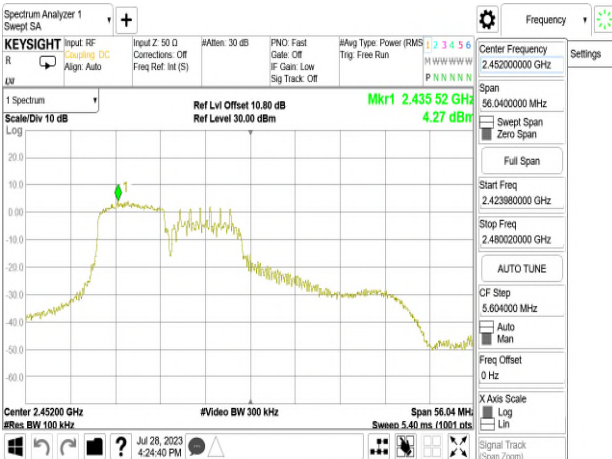 Spectrum Analyzer 1
Swept SA
Frequency
KEYSIGHT
R
Input: RF
Coupling: DC
Align: Auto
Input Z: 50 Ω
Corrections: Off
Freq Ref: Int (S)
#Atten: 30 dB
PNO: Fast
Gate: Off
IF Gain: Low
Sig Track: Off
#Avg Type: Power (RMS
Trig: Free Run
1 2 3 4 5 6
M W W W W W
P N N N N N
Settings
Center Frequency
2.452000000 GHz
Span
56.0400000 MHz
Swept Span
Zero Span
Full Span
Start Freq
2.423980000 GHz
Stop Freq
2.480020000 GHz
AUTO TUNE
CF Step
5.604000 MHz
Auto
Man
Freq Offset
0 Hz
X Axis Scale
Log
Lin
Signal Track
(Span Zoom)
1 Spectrum
Scale/Div 10 dB
Log
Ref Lvl Offset 10.80 dB
Ref Level 30.00 dBm
Mkr1 2.435 52 GHz
4.27 dBm
1
20.0
10.0
0.00
-10.0
-20.0
-30.0
-40.0
-50.0
-60.0
Center 2.45200 GHz
#Res BW 100 kHz
#Video BW 300 kHz
Span 56.04 MHz
Sweep 5.40 ms (1001 pts
?
Jul 28, 2023
4:24:40 PM